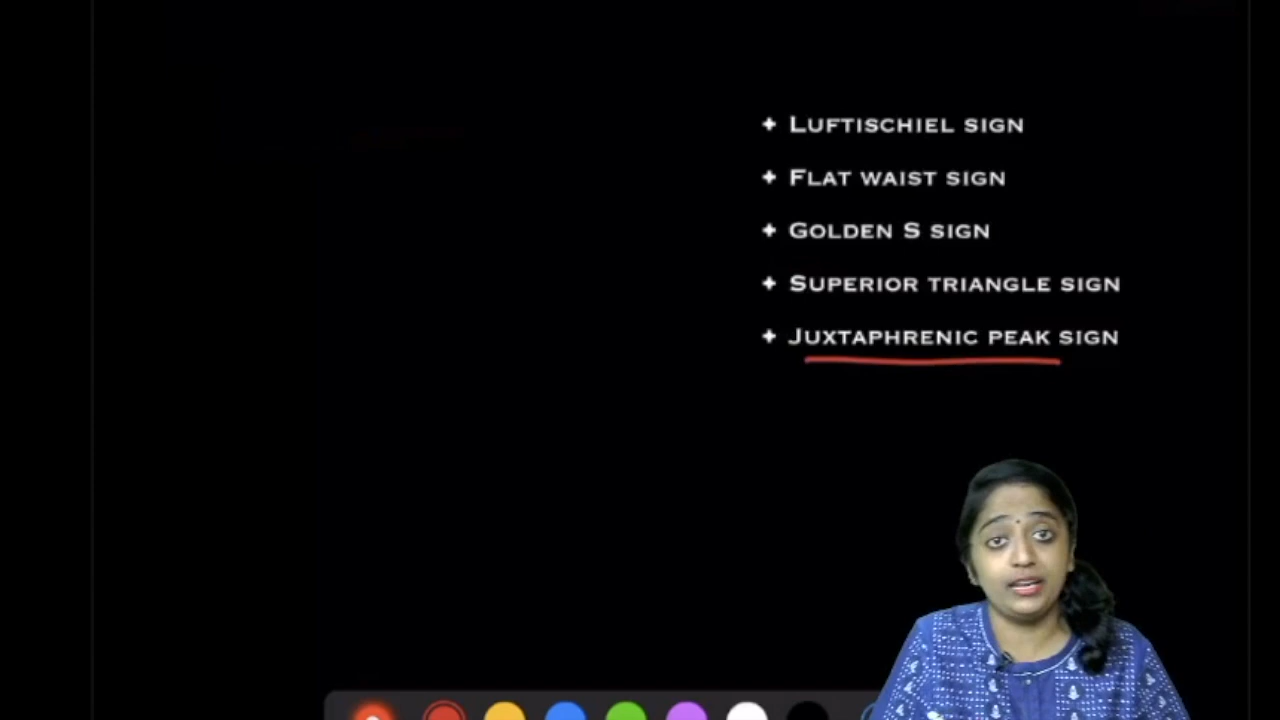 + Luftischiel sign
+ Flat waist sign
+ Golden S sign
+ Superior triangle sign
+ Juxtaphrenic peak sign